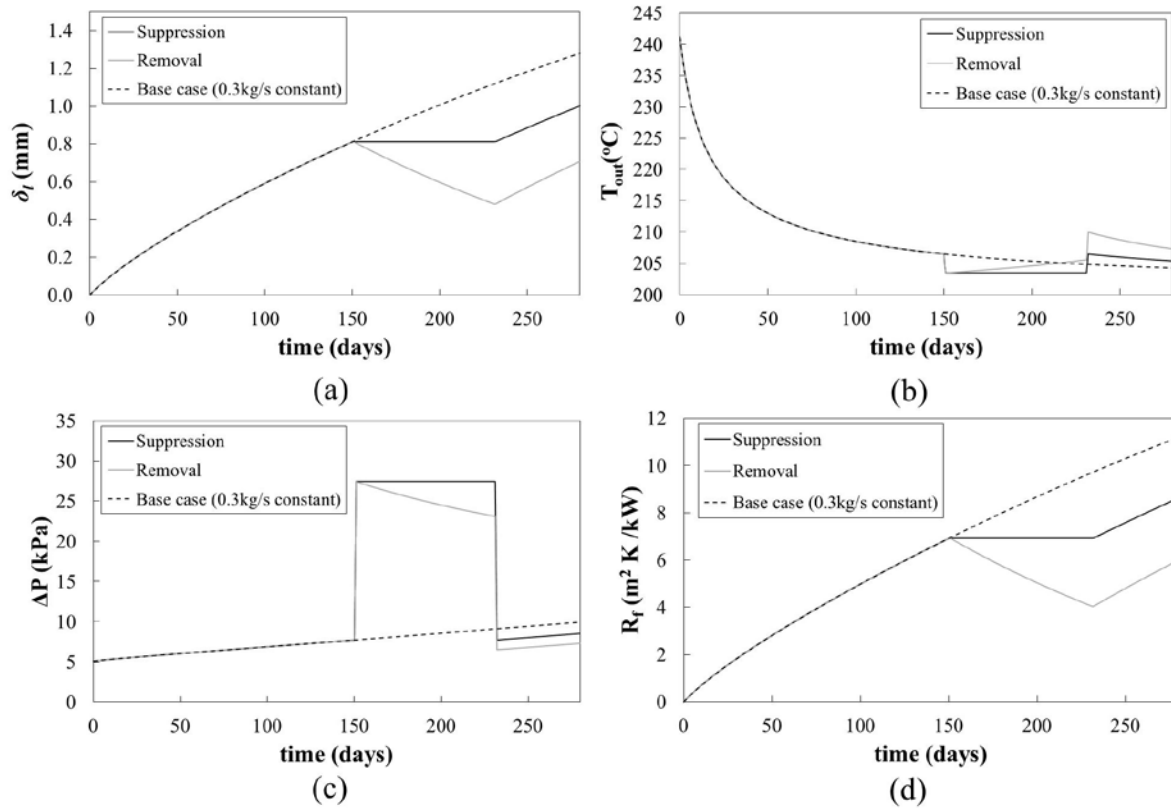 1.4
1.2
1.0
0.8
0.6
0.4
0.2
0.0
δl (mm)
Suppression
Removal
Base case (0.3kg/s constant)
0 50 100 150 200 250
time (days)
(a)
245
240
235
230
225
220
215
210
205
200
Tout(°C)
Suppression
Removal
Base case (0.3kg/s constant)
0 50 100 150 200 250
time (days)
(b)
35
30
25
20
15
10
5
0
ΔP (kPa)
Suppression
Removal
Base case (0.3kg/s constant)
0 50 100 150 200 250
time (days)
(c)
12
10
8
6
4
2
0
Rf (m² K /kW)
Suppression
Removal
Base case (0.3kg/s constant)
0 50 100 150 200 250
time (days)
(d)